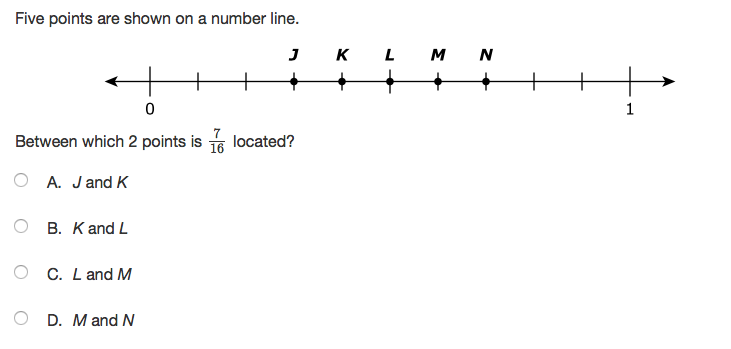 Five points are shown on a number line.
J K L M N
0 1
Between which 2 points is 7/16 located?
A. J and K
B. K and L
C. L and M
D. M and N